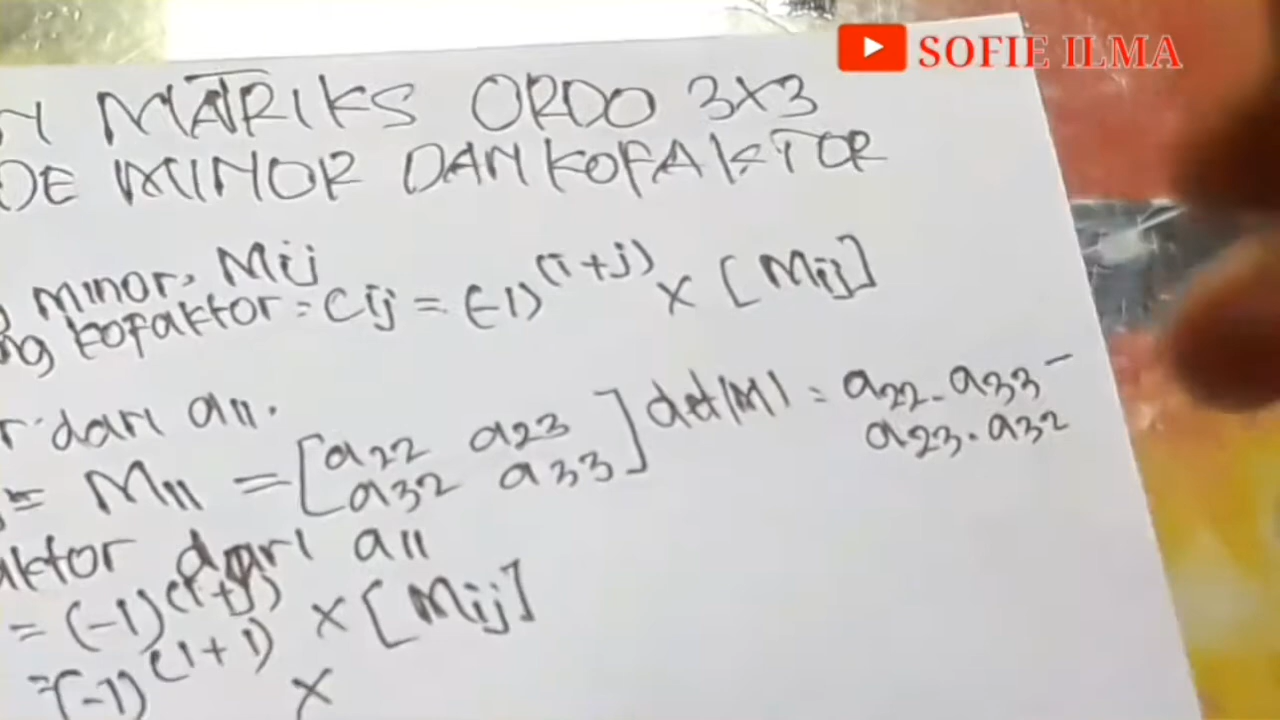 SOFIE ILMA
MATRIKS ORDO 3x3
DE MINOR DAN KOFAKTOR
minor, Mij
kofaktor = Cij = (-1)^(i+j) x [Mij]
dari a11.
= M11 = [a22 a23 det(M) = a22.a33 -
a32 a33] a23.a32
aktor dari a11
= (-1)^(i+j) x [Mij]
=(-1)^(1+1) x